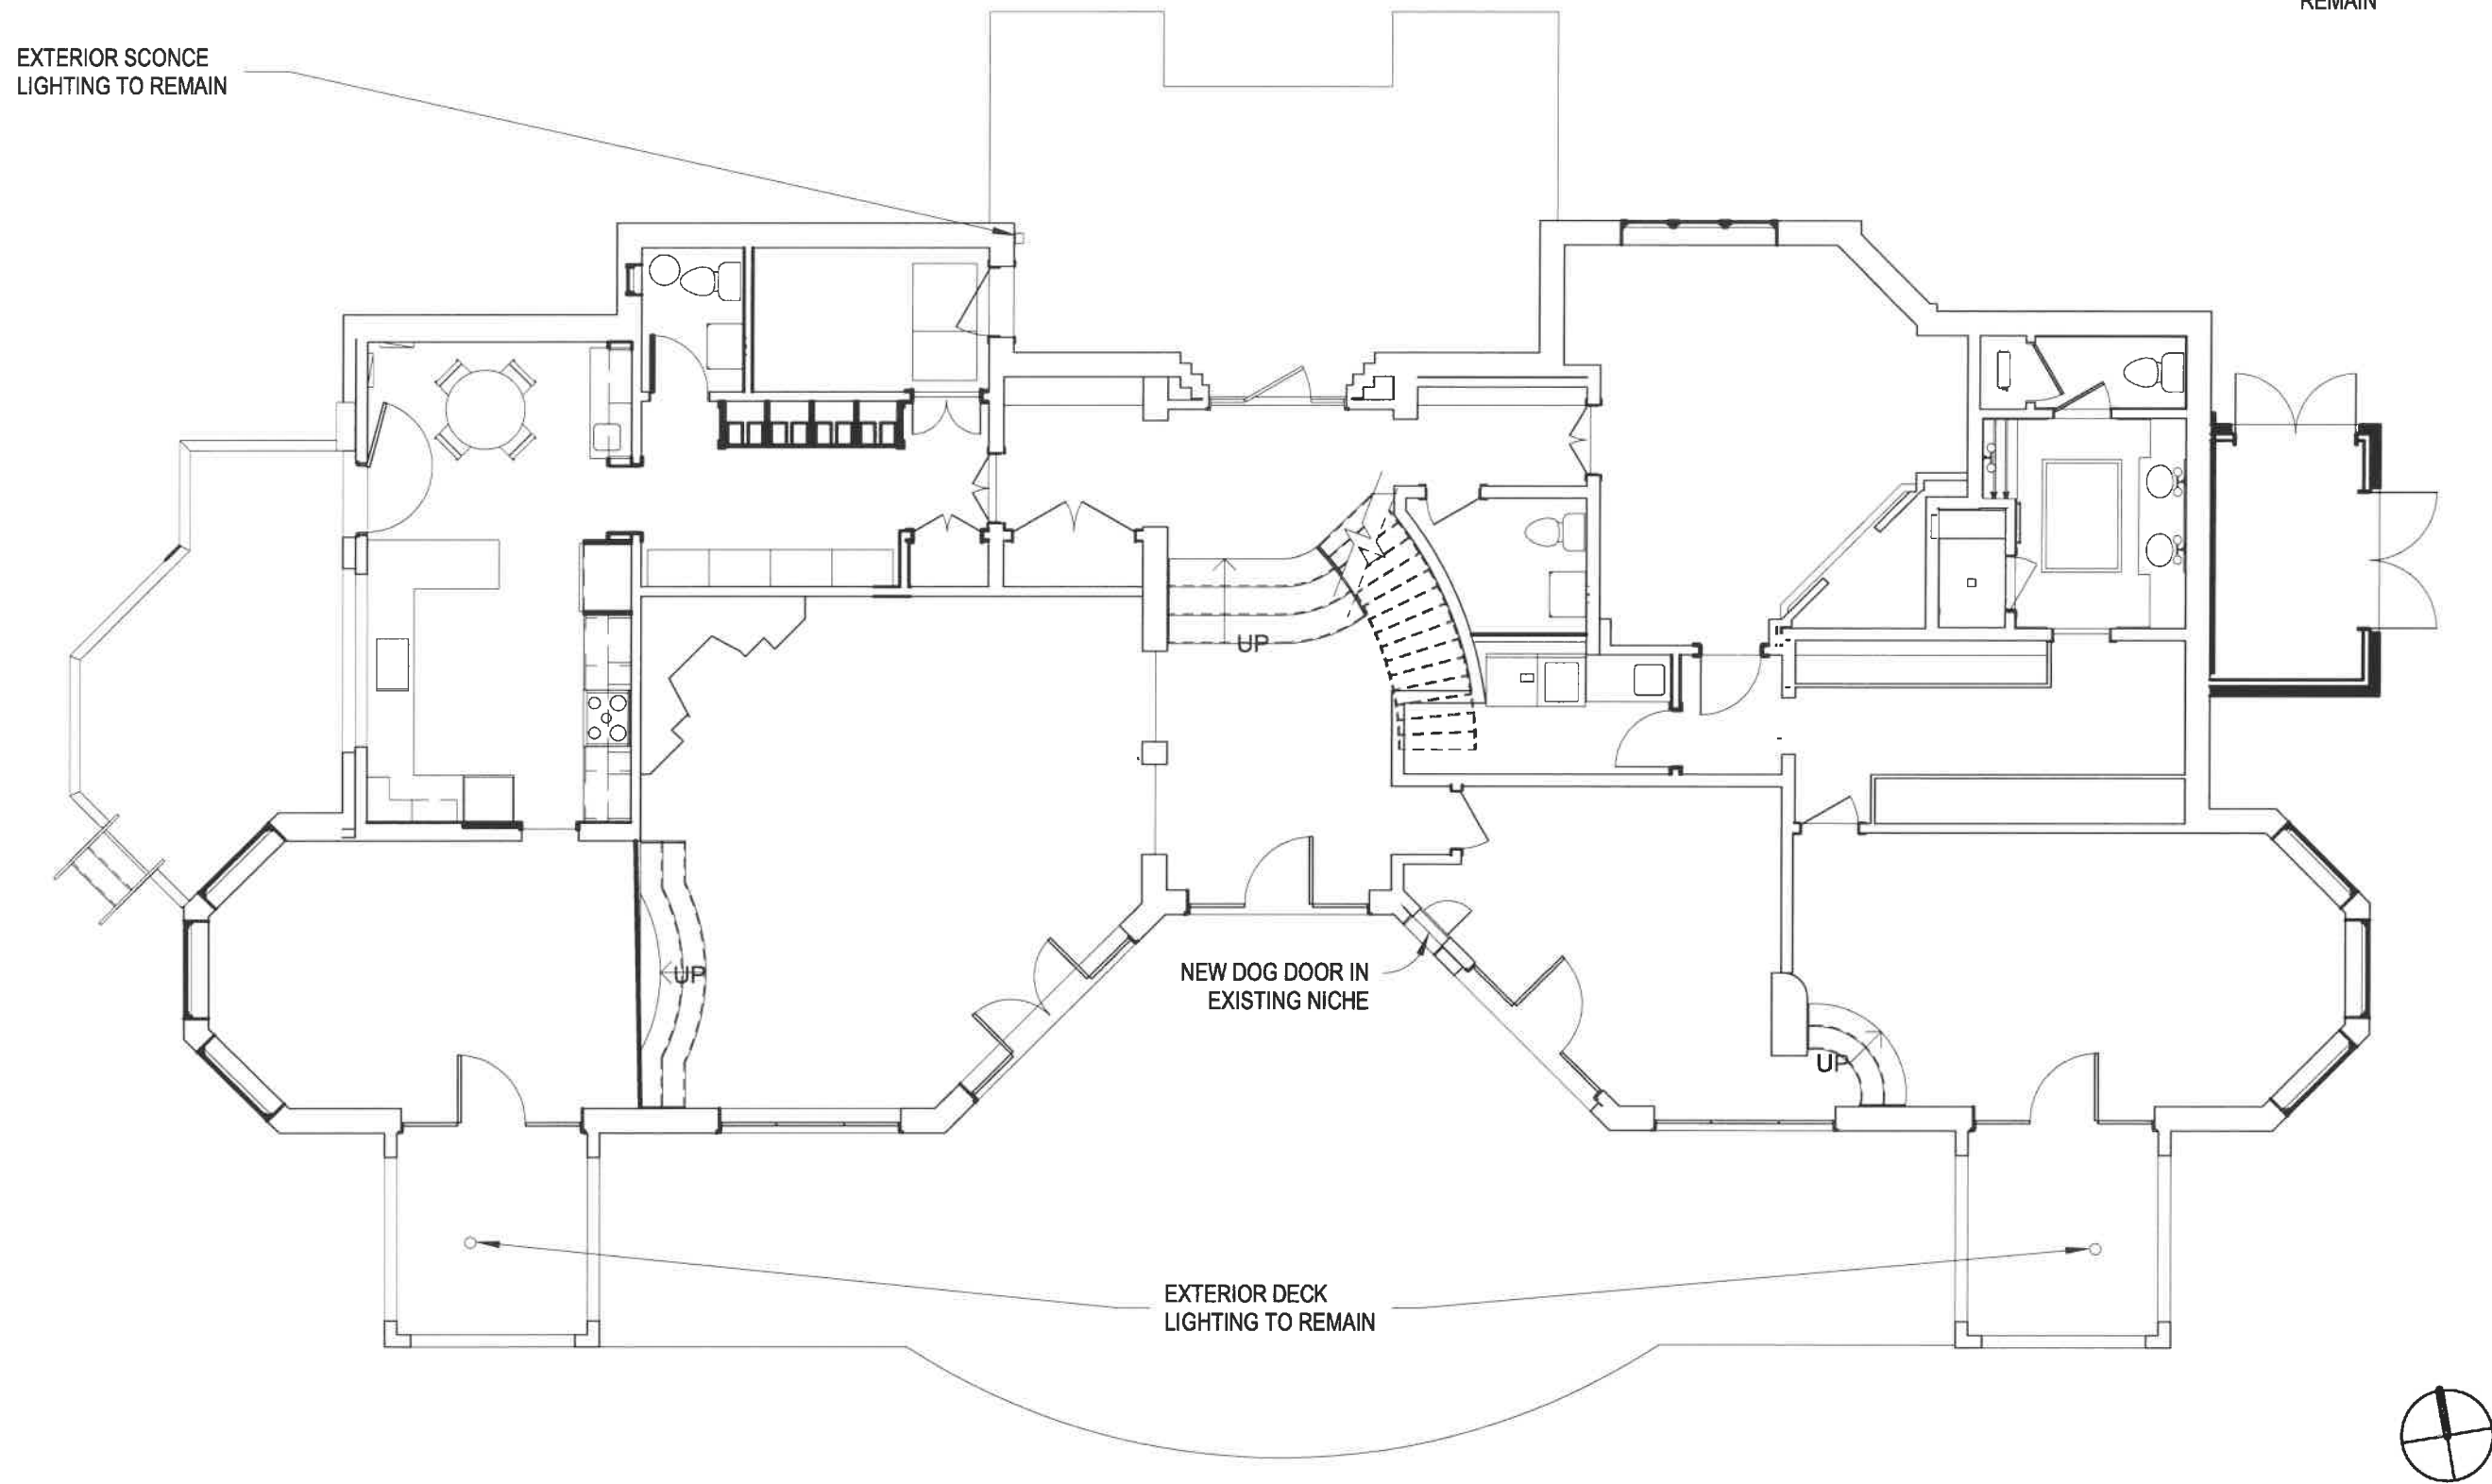 REMAIN
EXTERIOR SCONCE
LIGHTING TO REMAIN
UP
UP
NEW DOG DOOR IN
EXISTING NICHE
UP
EXTERIOR DECK
LIGHTING TO REMAIN